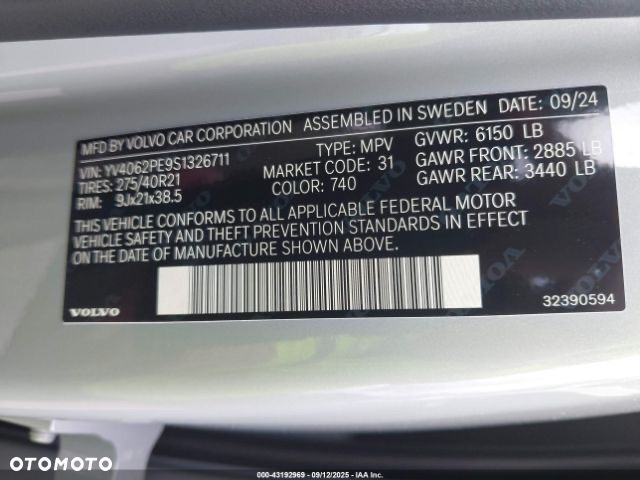 MFD BY VOLVO CAR CORPORATION ASSEMBLED IN SWEDEN DATE: 09/24
VIN: YV4062PE9S1326711 TYPE: MPV GVWR: 6150 LB
TIRES: 275/40R21 MARKET CODE: 31 GAWR FRONT: 2885 LB
RIM: 9Jx21x38.5 COLOR: 740 GAWR REAR: 3440 LB
THIS VEHICLE CONFORMS TO ALL APPLICABLE FEDERAL MOTOR
VEHICLE SAFETY AND THEFT PREVENTION STANDARDS IN EFFECT
ON THE DATE OF MANUFACTURE SHOWN ABOVE.
VOLVO 32390594
OTOMOTO
000-43192969 - 09/12/2025 - IAA Inc.